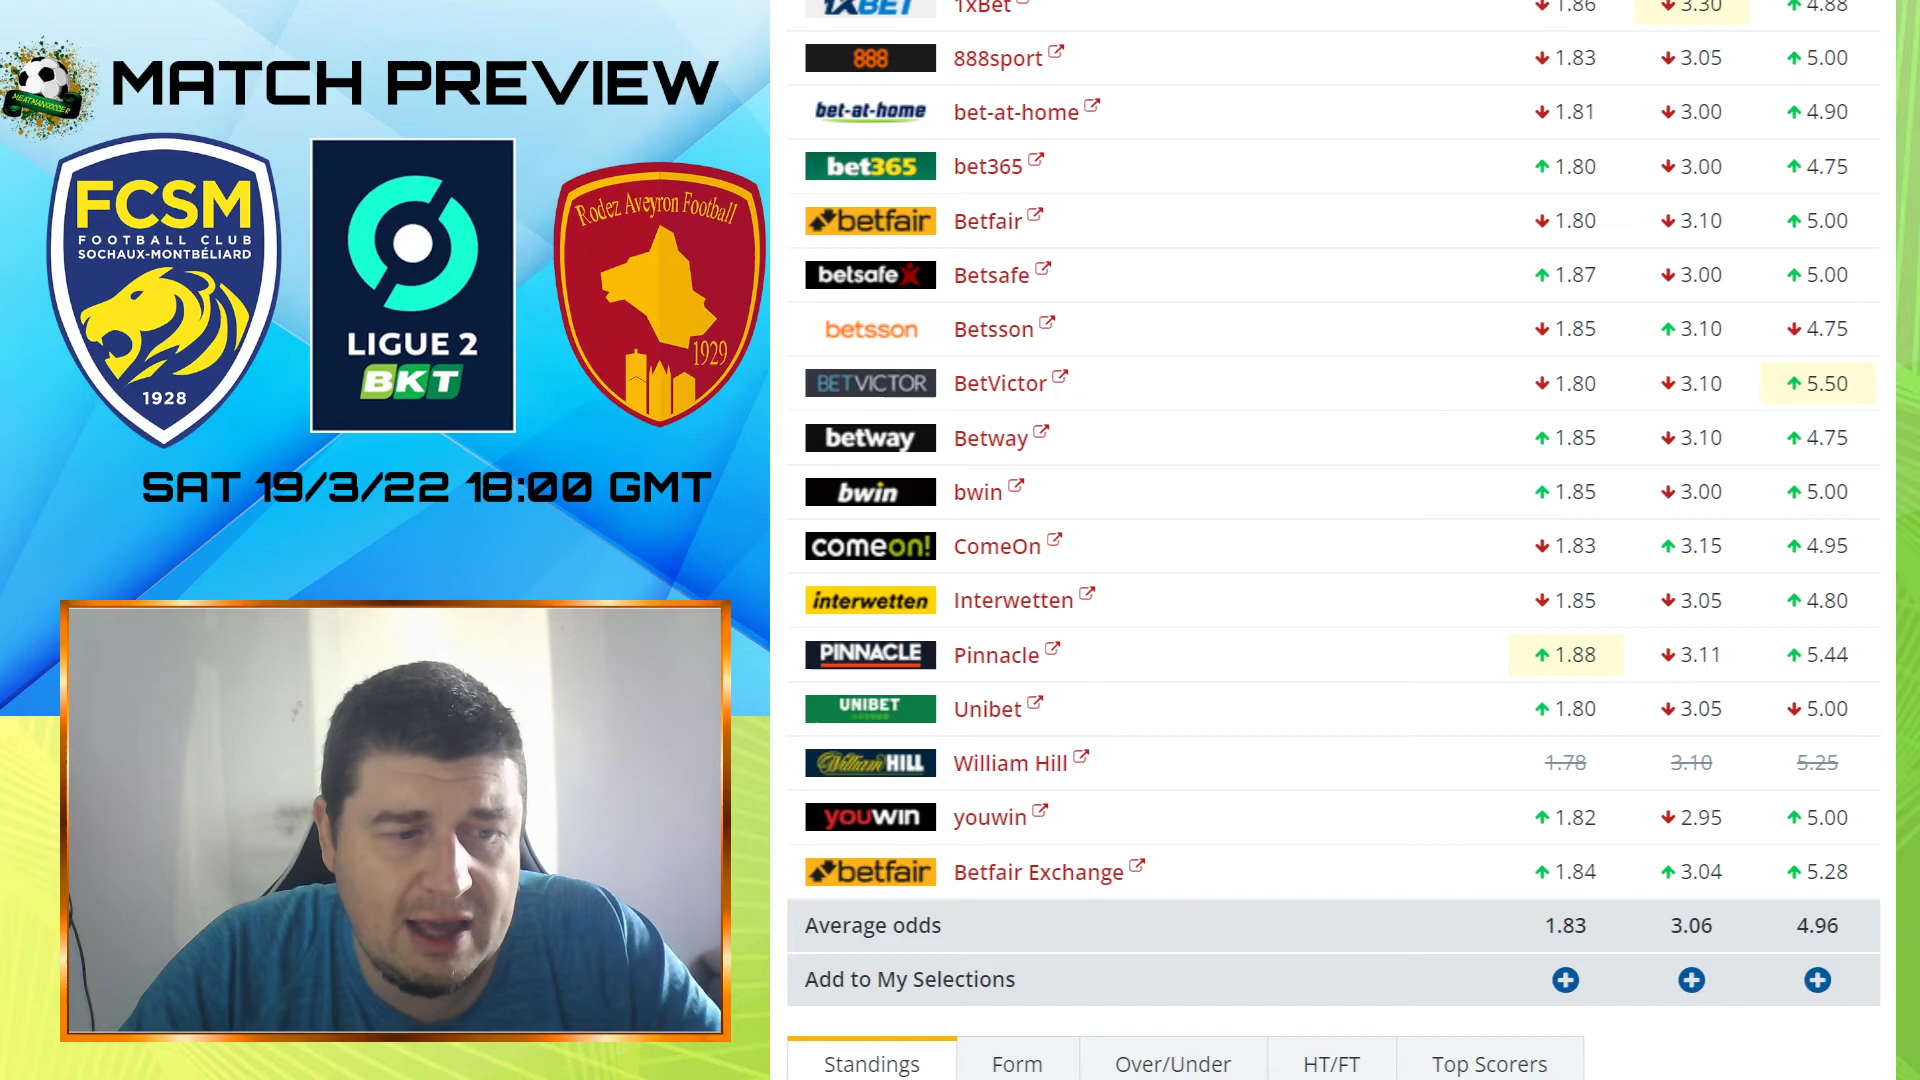 MEATMANSOCCER
MATCH PREVIEW
FCSM
FOOTBALL CLUB
SOCHAUX-MONTBÉLIARD
1928
LIGUE 2
BKT
Rodez Aveyron Football
1929
SAT 19/3/22 18:00 GMT
1XBET 1xBet 1.86 3.30 4.88
888 888sport 1.83 3.05 5.00
bet-at-home bet-at-home 1.81 3.00 4.90
bet365 bet365 1.80 3.00 4.75
betfair Betfair 1.80 3.10 5.00
betsafe Betsafe 1.87 3.00 5.00
betsson Betsson 1.85 3.10 4.75
BETVICTOR BetVictor 1.80 3.10 5.50
betway Betway 1.85 3.10 4.75
bwin bwin 1.85 3.00 5.00
comeon! ComeOn 1.83 3.15 4.95
interwetten Interwetten 1.85 3.05 4.80
PINNACLE Pinnacle 1.88 3.11 5.44
UNIBET Unibet 1.80 3.05 5.00
William HILL William Hill 1.78 3.10 5.25
youwin youwin 1.82 2.95 5.00
betfair Betfair Exchange 1.84 3.04 5.28
Average odds 1.83 3.06 4.96
Add to My Selections
Standings Form Over/Under HT/FT Top Scorers